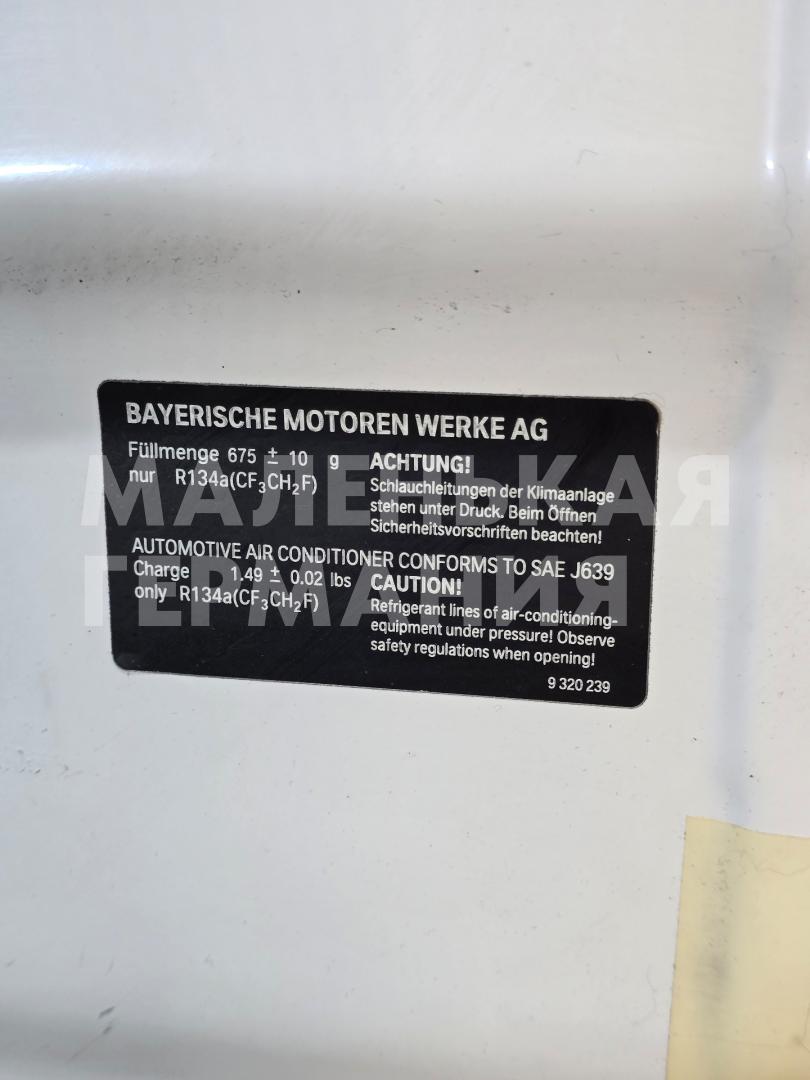 BAYERISCHE MOTOREN WERKE AG
Füllmenge 675 ± 10 g
nur R134a(CF₃CH₂F)
ACHTUNG!
Schlauchleitungen der Klimaanlage
stehen unter Druck. Beim Öffnen
Sicherheitsvorschriften beachten!
AUTOMOTIVE AIR CONDITIONER CONFORMS TO SAE J639
Charge 1.49 ± 0.02 lbs
only R134a(CF₃CH₂F)
CAUTION!
Refrigerant lines of air-conditioning-
equipment under pressure! Observe
safety regulations when opening!
9 320 239
МАЛЕНЬКАЯ
ГЕРМАНИЯ